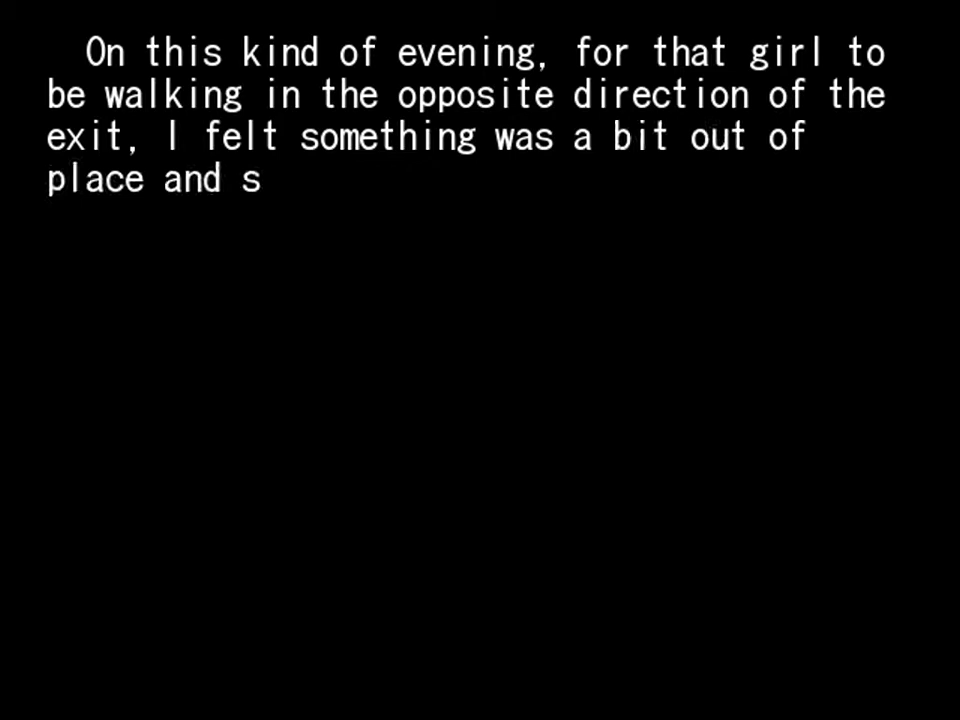 On this kind of evening, for that girl to
be walking in the opposite direction of the
exit, I felt something was a bit out of
place and s